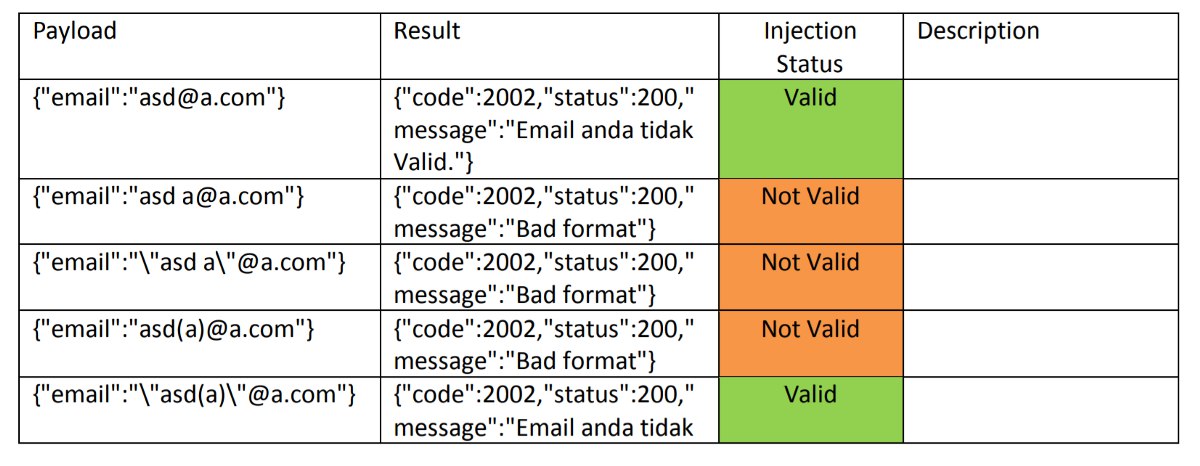 Payload Result Injection Description
Status
{"email":"asd@a.com"} {"code":2002,"status":200," Valid
message":"Email anda tidak
Valid."}
{"email":"asd a@a.com"} {"code":2002,"status":200," Not Valid
message":"Bad format"}
{"email":"\"asd a\"@a.com"} {"code":2002,"status":200," Not Valid
message":"Bad format"}
{"email":"asd(a)@a.com"} {"code":2002,"status":200," Not Valid
message":"Bad format"}
{"email":"\"asd(a)\"@a.com"} {"code":2002,"status":200," Valid
message":"Email anda tidak